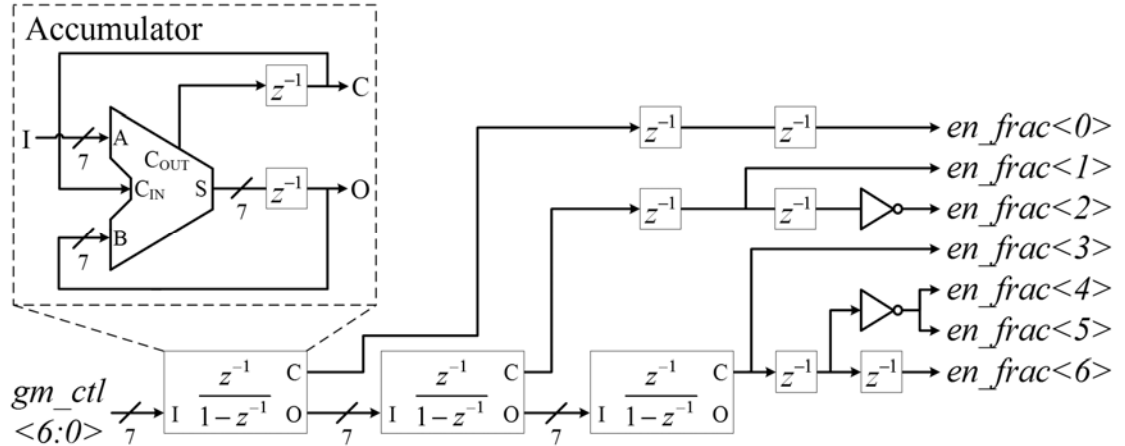 Accumulator
z⁻¹
C
I
7
A
C_OUT
C_IN
S
7
z⁻¹
O
7
B
z⁻¹
z⁻¹
en_frac<0>
en_frac<1>
z⁻¹
z⁻¹
en_frac<2>
en_frac<3>
en_frac<4>
en_frac<5>
z⁻¹
z⁻¹
en_frac<6>
gm_ctl
<6:0>
7
I
z⁻¹
1−z⁻¹
C
O
7
I
z⁻¹
1−z⁻¹
C
O
7
I
z⁻¹
1−z⁻¹
C
O